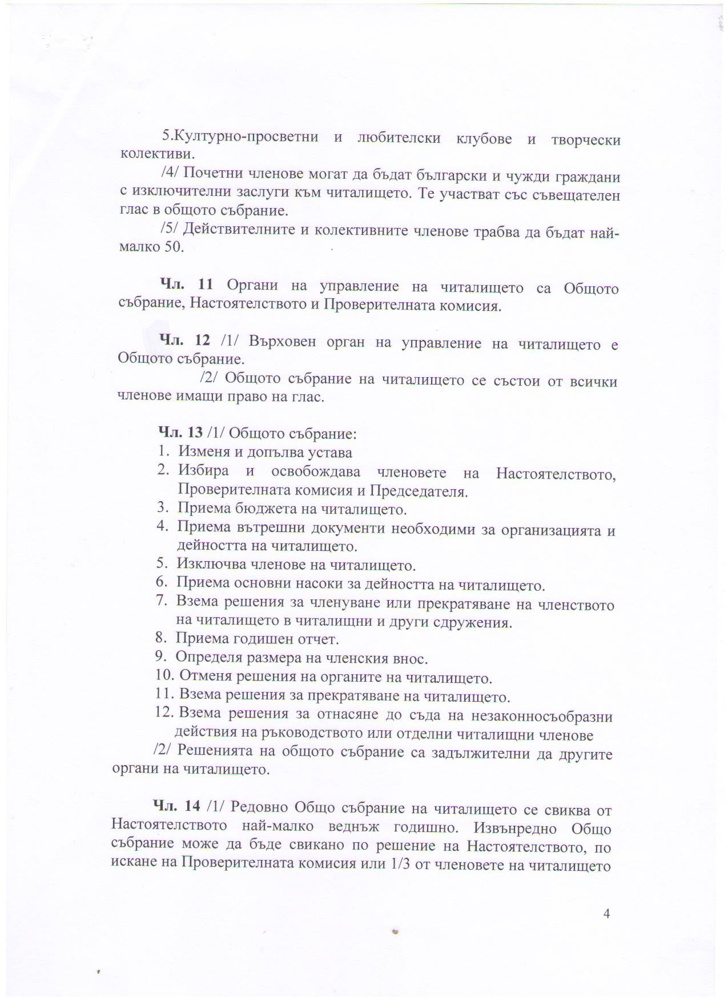 5.Културно-просветни и любителски клубове и творчески
колективи.
/4/ Почетни членове могат да бъдат български и чужди граждани
с изключителни заслуги към читалището. Те участват със съвещателен
глас в общото събрание.
/5/ Действителните и колективните членове трабва да бъдат най-
малко 50.
Чл. 11 Органи на управление на читалището са Общото
събрание, Настоятелството и Проверителната комисия.
Чл. 12 /1/ Върховен орган на управление на читалището е
Общото събрание.
/2/ Общото събрание на читалището се състои от всички
членове имащи право на глас.
Чл. 13 /1/ Общото събрание:
1. Изменя и допълва устава
2. Избира и освобождава членовете на Настоятелството,
Проверителната комисия и Председателя.
3. Приема бюджета на читалището.
4. Приема вътрешни документи необходими за организацията и
дейността на читалището.
5. Изключва членове на читалището.
6. Приема основни насоки за дейността на читалището.
7. Взема решения за членуване или прекратяване на членството
на читалището в читалищни и други сдружения.
8. Приема годишен отчет.
9. Определя размера на членския внос.
10. Отменя решения на органите на читалището.
11. Взема решения за прекратяване на читалището.
12. Взема решения за отнасяне до съда на незаконносъобразни
действия на ръководството или отделни читалищни членове
/2/ Решенията на общото събрание са задължителни да другите
органи на читалището.
Чл. 14 /1/ Редовно Общо събрание на читалището се свиква от
Настоятелството най-малко веднъж годишно. Извънредно Общо
събрание може да бъде свикано по решение на Настоятелството, по
искане на Проверителната комисия или 1/3 от членовете на читалището
4